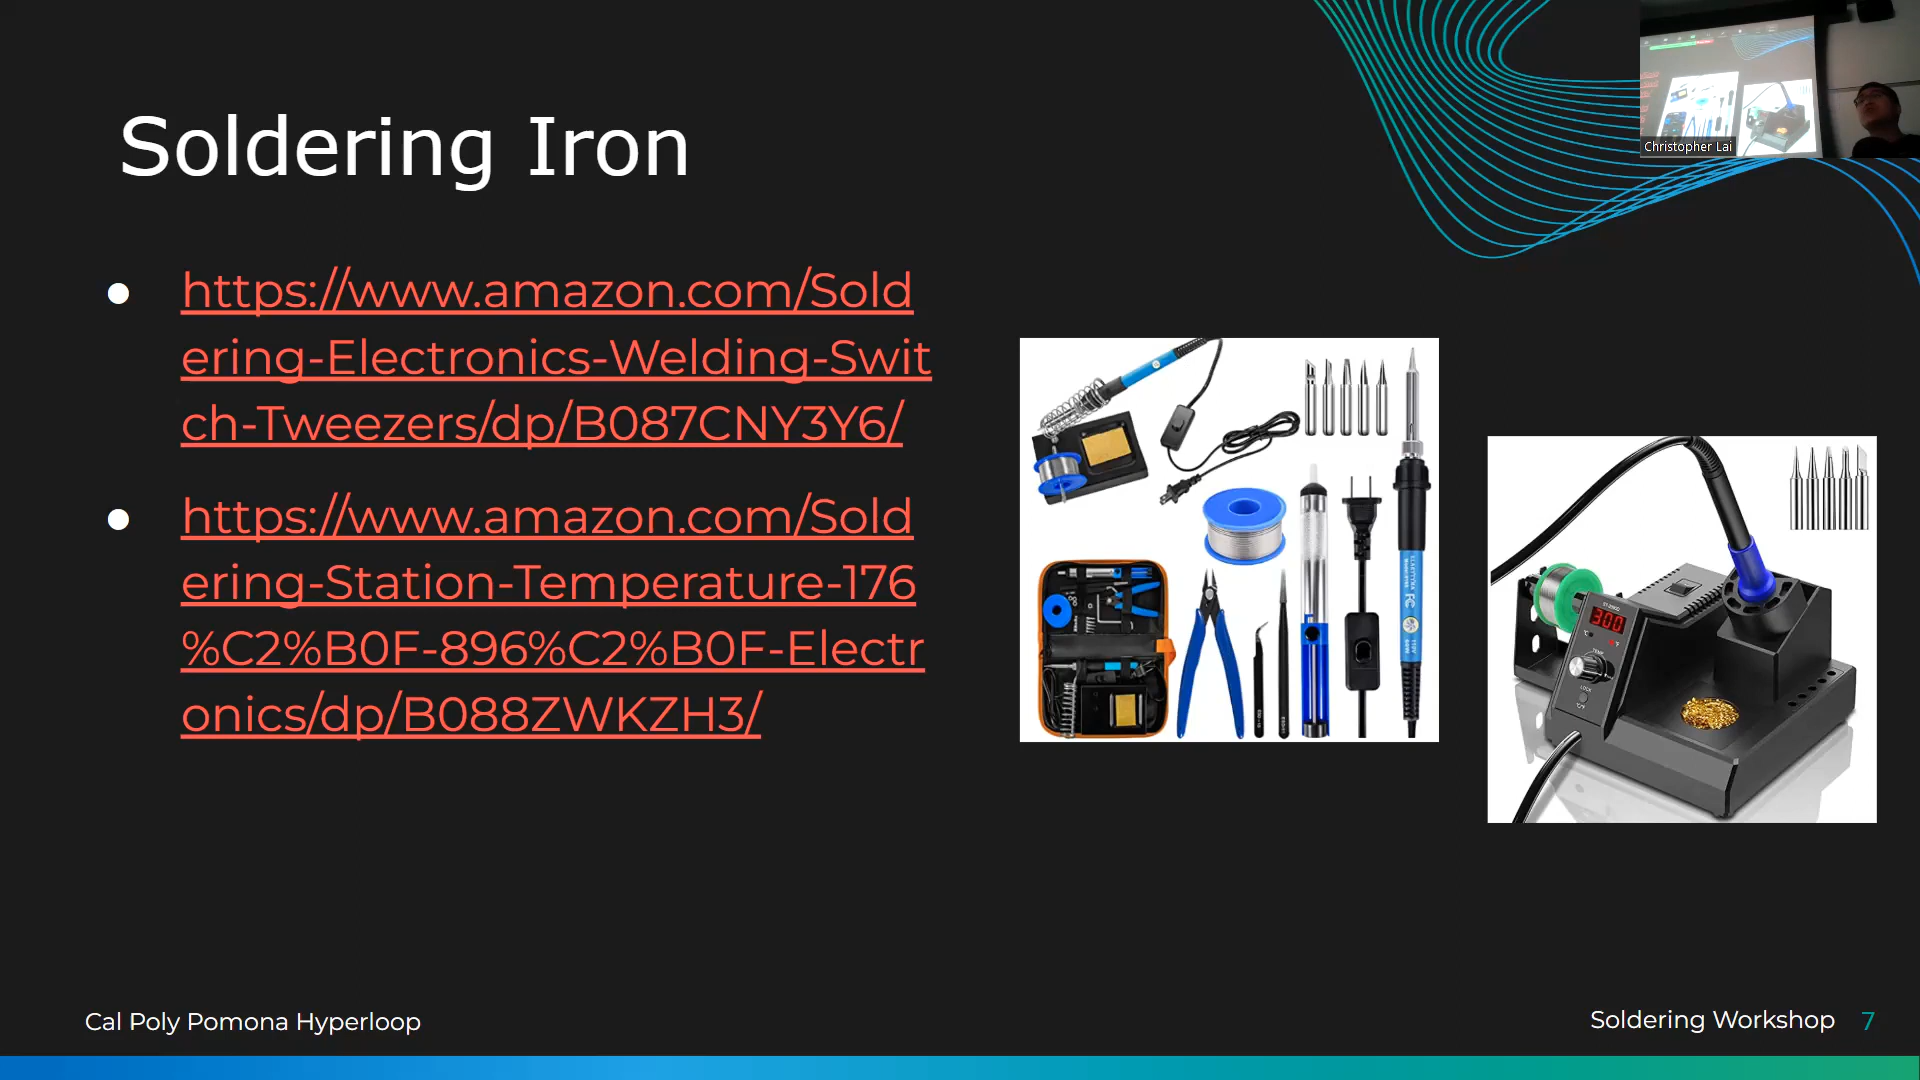 Soldering Iron
Christopher Lai
https://www.amazon.com/Sold
ering-Electronics-Welding-Swit
ch-Tweezers/dp/B087CNY3Y6/
https://www.amazon.com/Sold
ering-Station-Temperature-176
%C2%B0F-896%C2%B0F-Electr
onics/dp/B088ZWKZH3/
300
TEMP
LOCK
Cal Poly Pomona Hyperloop
Soldering Workshop 7